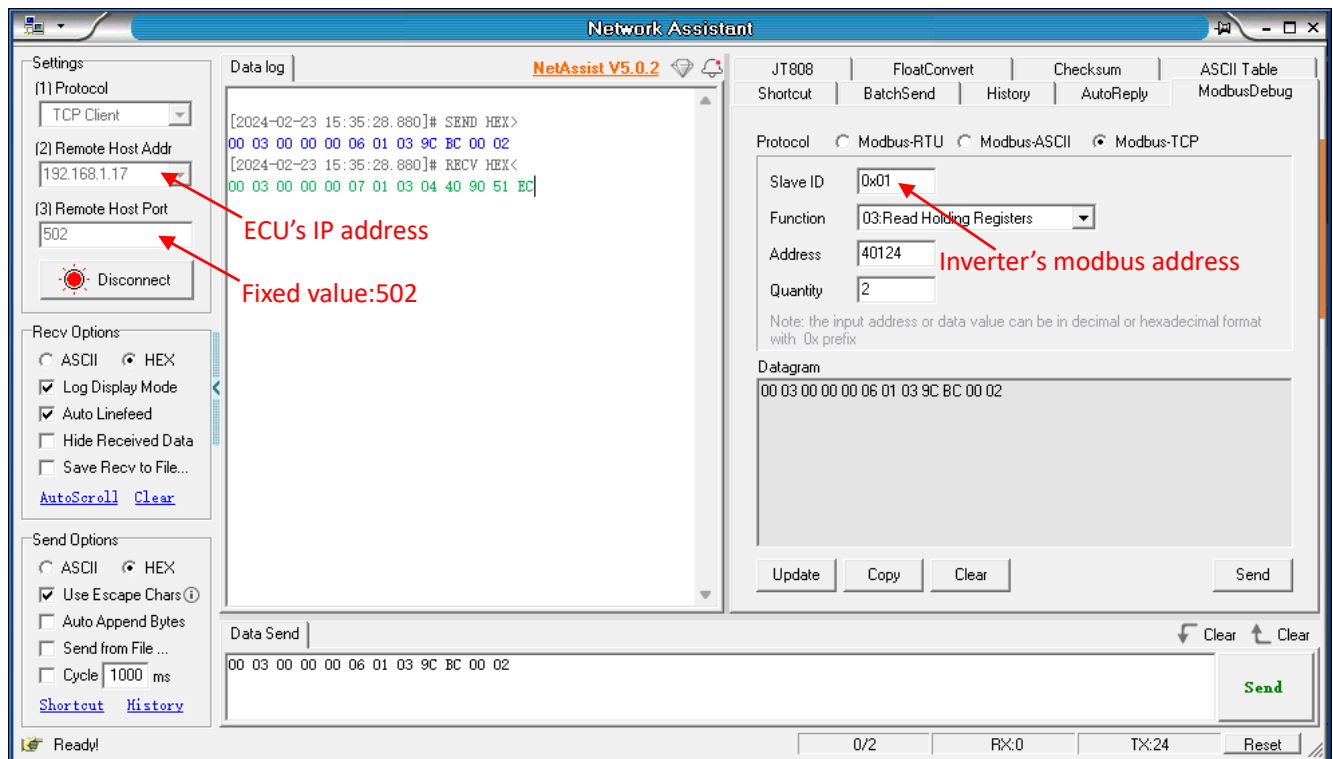 Network Assistant
Settings
(1) Protocol
TCP Client
(2) Remote Host Addr
192.168.1.17
(3) Remote Host Port
502
Disconnect
Recv Options
ASCII HEX
Log Display Mode
Auto Linefeed
Hide Received Data
Save Recv to File...
AutoScroll Clear
Send Options
ASCII HEX
Use Escape Chars
Auto Append Bytes
Send from File ...
Cycle 1000 ms
Shortcut History
Data log
NetAssist V5.0.2
[2024-02-23 15:35:28.880]# SEND HEX>
00 03 00 00 00 06 01 03 9C BC 00 02
[2024-02-23 15:35:28.880]# RECV HEX<
00 03 00 00 00 07 01 03 04 40 90 51 EC
ECU's IP address
Fixed value:502
JT808 FloatConvert Checksum ASCII Table
Shortcut BatchSend History AutoReply ModbusDebug
Protocol Modbus-RTU Modbus-ASCII Modbus-TCP
Slave ID 0x01
Function 03:Read Holding Registers
Address 40124
Inverter's modbus address
Quantity 2
Note: the input address or data value can be in decimal or hexadecimal format
with 0x prefix
Datagram
00 03 00 00 00 06 01 03 9C BC 00 02
Update Copy Clear Send
Data Send
Clear Clear
00 03 00 00 00 06 01 03 9C BC 00 02
Send
Ready!
0/2 RX:0 TX:24 Reset